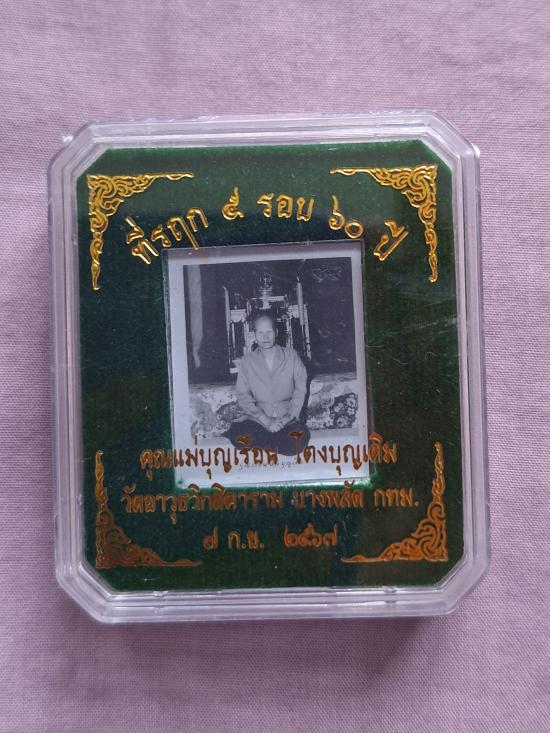 ที่รฤก ๕ รอบ ๖๐ ปี
คุณแม่บุญเรือน โตงบุญเติม
วัดอาวุธวิกสิตาราม บางพลัด กทม.
๗ ก.ย. ๒๕๖๗